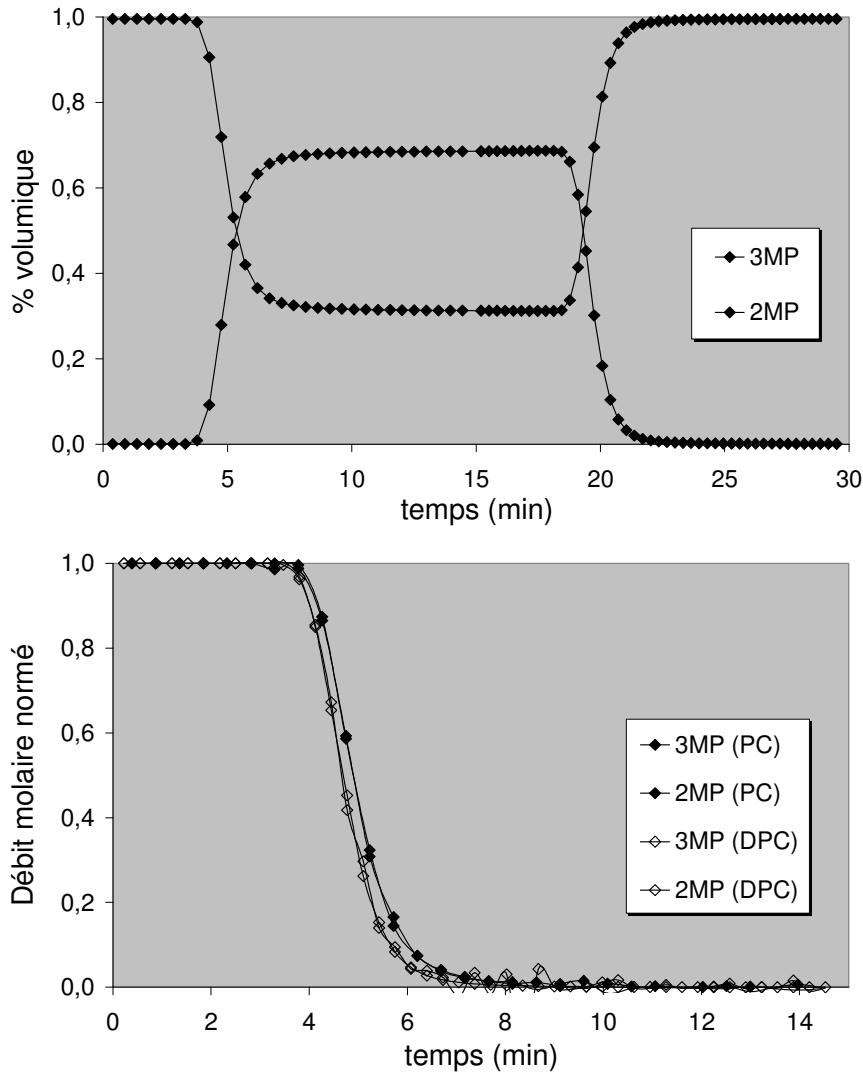 1,0
0,8
0,6
0,4
0,2
0,0
% volumique
3MP
2MP
0 5 10 15 20 25 30
temps (min)
1,0
0,8
0,6
0,4
0,2
0,0
Débit molaire normé
3MP (PC)
2MP (PC)
3MP (DPC)
2MP (DPC)
0 2 4 6 8 10 12 14
temps (min)